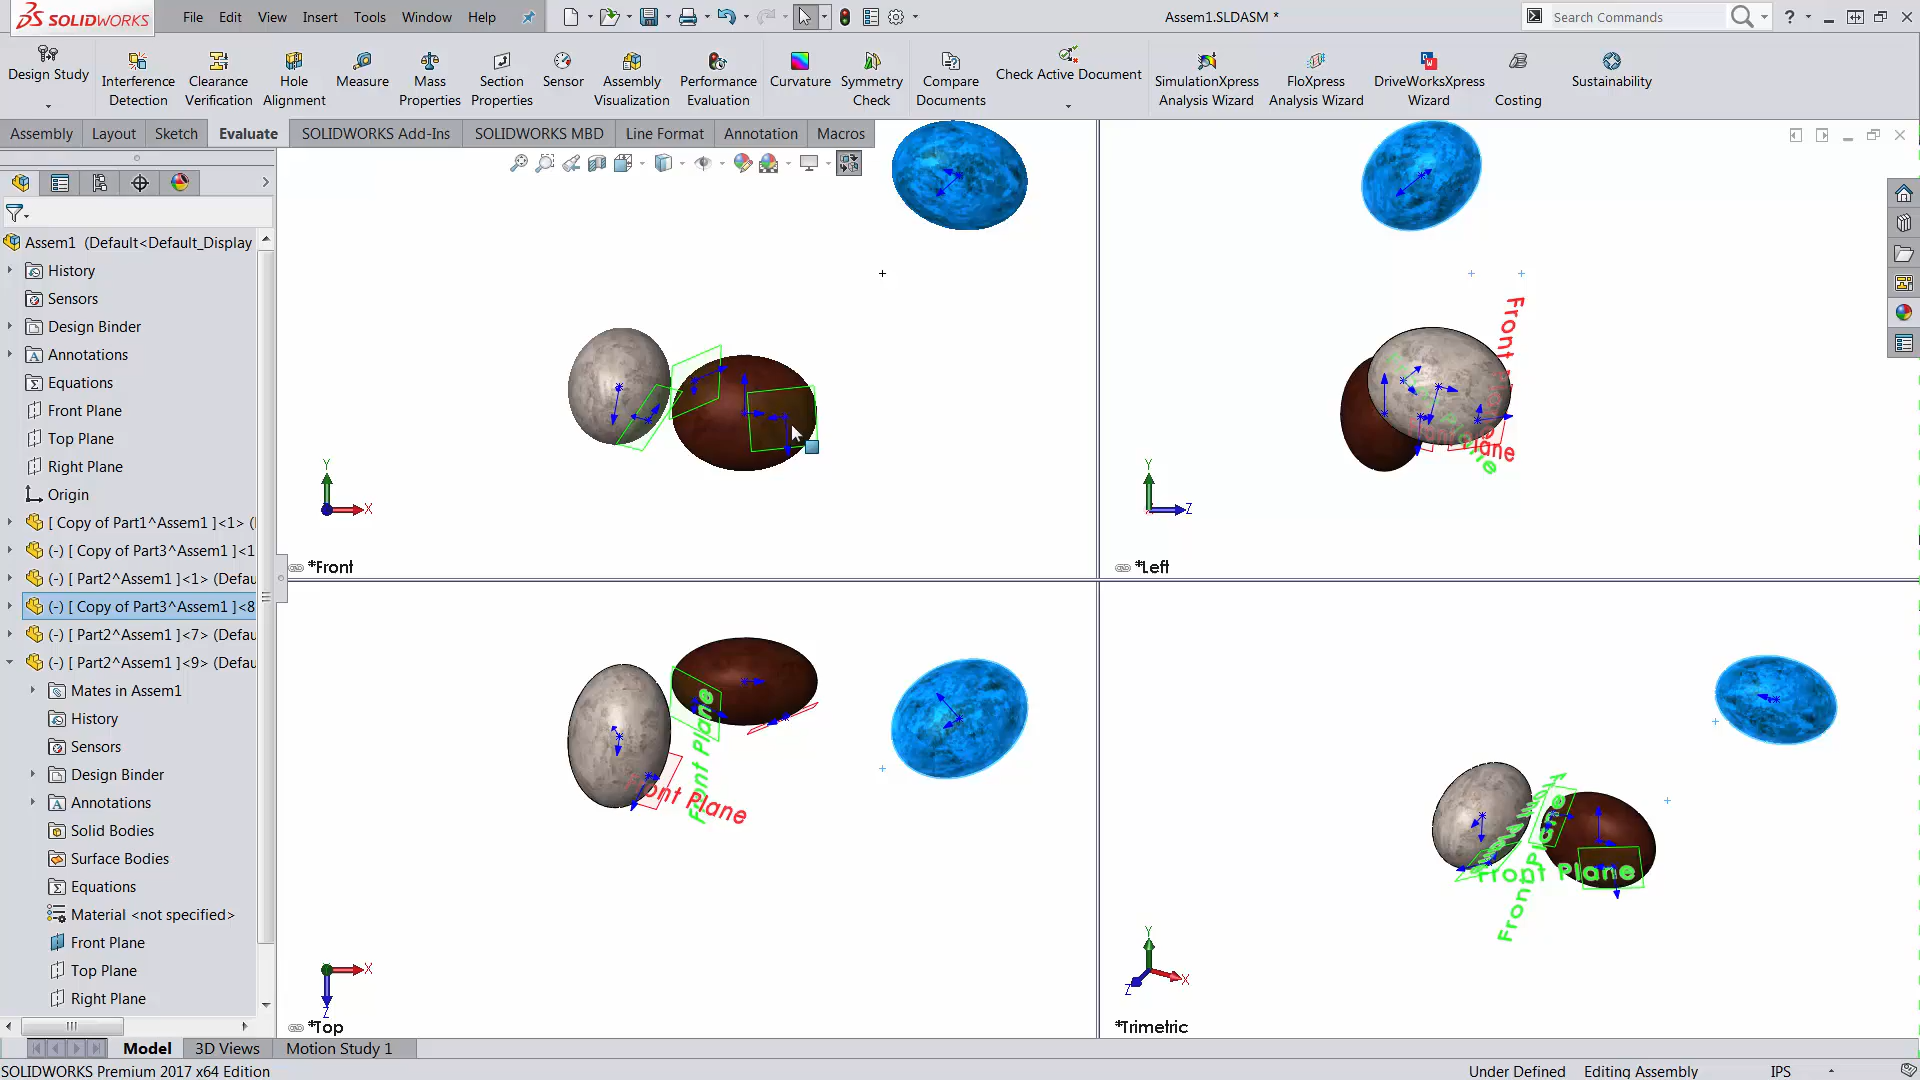 SOLIDWORKS File Edit View Insert Tools Window Help Assem1.SLDASM * Search Commands ?
Design Study
Interference Detection
Clearance Verification
Hole Alignment
Measure
Mass Properties
Section Properties
Sensor
Assembly Visualization
Performance Evaluation
Curvature
Symmetry Check
Compare Documents
Check Active Document
SimulationXpress Analysis Wizard
FloXpress Analysis Wizard
DriveWorksXpress Wizard
Costing
Sustainability
Assembly Layout Sketch Evaluate SOLIDWORKS Add-Ins SOLIDWORKS MBD Line Format Annotation Macros
Assem1 (Default<Default_Display
History
Sensors
Design Binder
Annotations
Equations
Front Plane
Top Plane
Right Plane
Origin
[ Copy of Part1^Assem1 ]<1> (
(-) [ Copy of Part3^Assem1 ]<1
(-) [ Part2^Assem1 ]<1> (Defau
(-) [ Copy of Part3^Assem1 ]<8
(-) [ Part2^Assem1 ]<7> (Defau
(-) [ Part2^Assem1 ]<9> (Defau
Mates in Assem1
History
Sensors
Design Binder
Annotations
Solid Bodies
Surface Bodies
Equations
Material <not specified>
Front Plane
Top Plane
Right Plane
Y
X
*Front
Front
Plane
Y
Z
*Left
Front Plane
ont Plane
X
Z
*Top
Front Plane
Front Plane
Y
X
Z
*Trimetric
Model 3D Views Motion Study 1
SOLIDWORKS Premium 2017 x64 Edition Under Defined Editing Assembly IPS